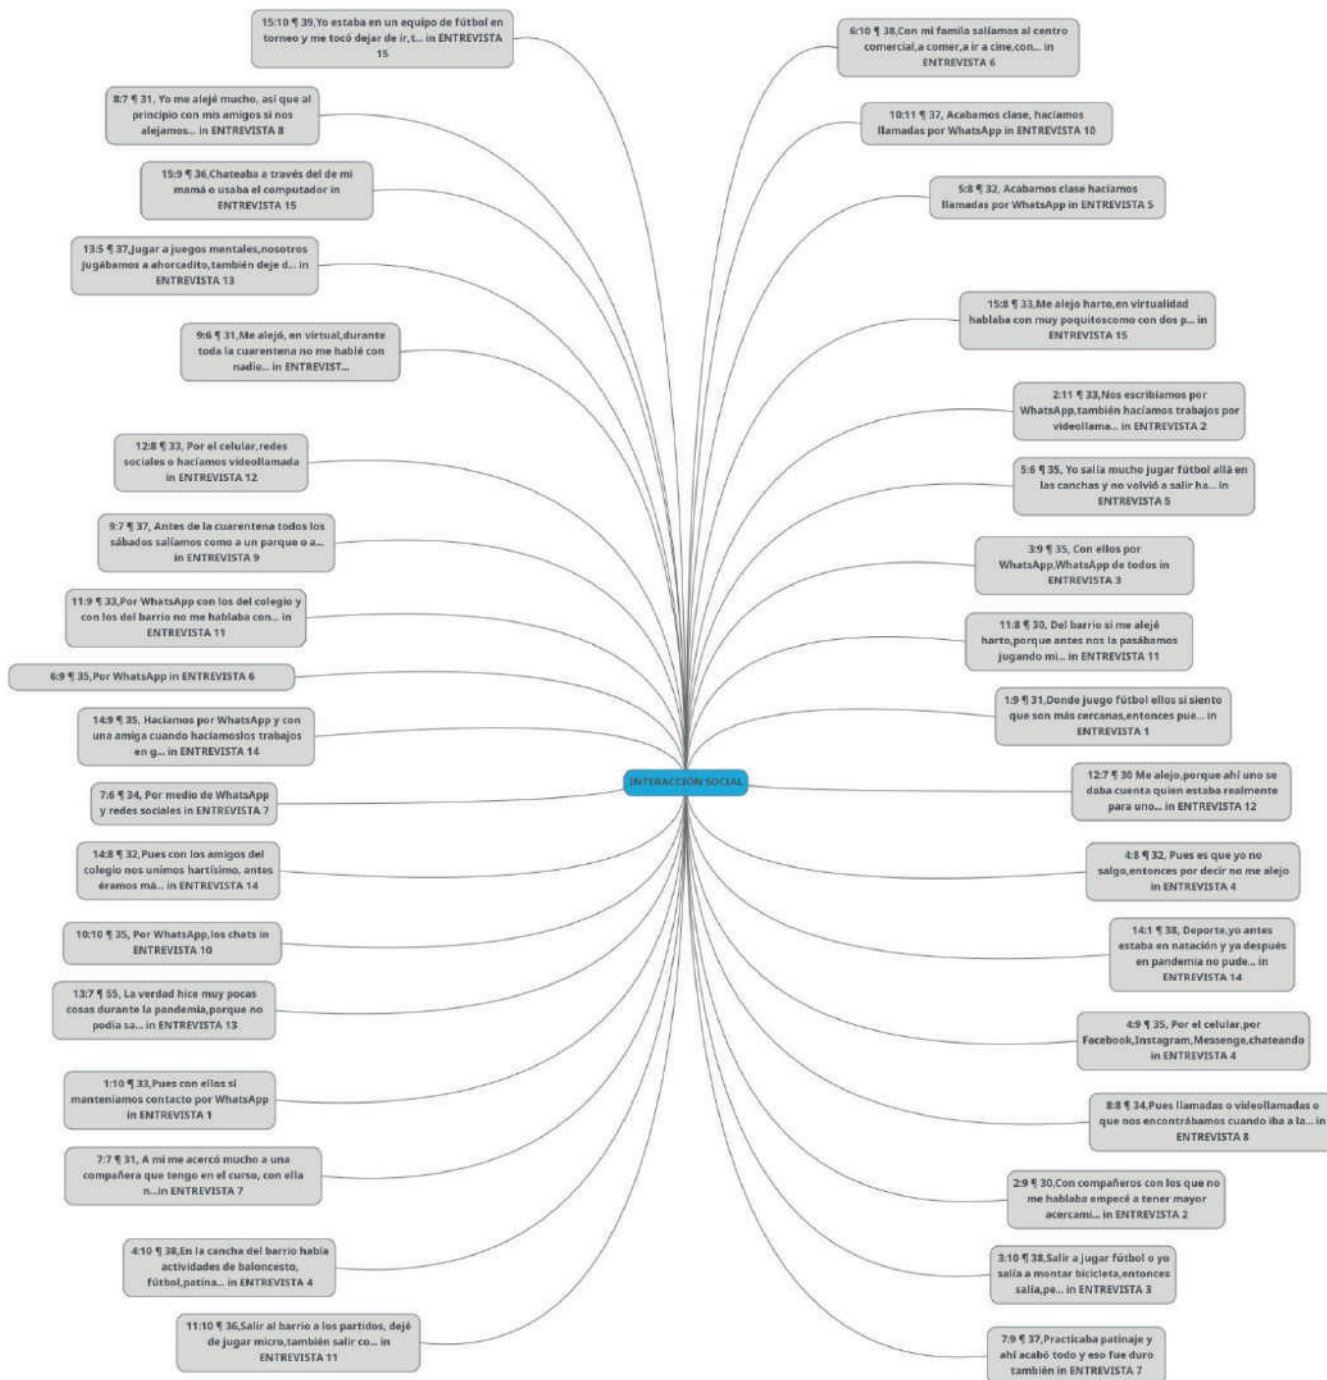 15:10 ¶ 39,Yo estaba en un equipo de fútbol en
torneo y me tocó dejar de ir,t... in ENTREVISTA
15
8:7 ¶ 31, Yo me alejé mucho, así que al
principio con mis amigos si nos
alejamos... in ENTREVISTA 8
15:9 ¶ 36,Chateaba a través del de mi
mamá o usaba el computador in
ENTREVISTA 15
13:5 ¶ 37,Jugar a juegos mentales,nosotros
jugábamos a ahorcadito,también deje d... in
ENTREVISTA 13
9:6 ¶ 31,Me alejó, en virtual,durante
toda la cuarentena no me hablé con
nadie... in ENTREVIST...
12:8 ¶ 33, Por el celular,redes
sociales o hacíamos videollamada
in ENTREVISTA 12
9:7 ¶ 37, Antes de la cuarentena todos los
sábados salíamos como a un parque o a...
in ENTREVISTA 9
11:9 ¶ 33,Por WhatsApp con los del colegio y
con los del barrio no me hablaba con... in
ENTREVISTA 11
6:9 ¶ 35,Por WhatsApp in ENTREVISTA 6
14:9 ¶ 35, Hacíamos por WhatsApp y con
una amiga cuando hacíamoslos trabajos
en g... in ENTREVISTA 14
7:6 ¶ 34, Por medio de WhatsApp
y redes sociales in ENTREVISTA 7
14:8 ¶ 32,Pues con los amigos del
colegio nos unimos hartísimo, antes
éramos má... in ENTREVISTA 14
10:10 ¶ 35, Por WhatsApp,los chats in
ENTREVISTA 10
13:7 ¶ 55, La verdad hice muy pocas
cosas durante la pandemia,porque no
podía sa... in ENTREVISTA 13
1:10 ¶ 33,Pues con ellas si
manteníamos contacto por WhatsApp
in ENTREVISTA 1
7:7 ¶ 31, A mi me acercó mucho a una
compañera que tengo en el curso, con ella
n...in ENTREVISTA 7
4:10 ¶ 38,En la cancha del barrio había
actividades de baloncesto,
fútbol,patina... in ENTREVISTA 4
11:10 ¶ 36,Salir al barrio a los partidos, dejé
de jugar micro,también salir co... in
ENTREVISTA 11
INTERACCIÓN SOCIAL
6:10 ¶ 38,Con mi famila salíamos al centro
comercial,a comer,a ir a cine,con... in
ENTREVISTA 6
10:11 ¶ 37, Acabamos clase, hacíamos
llamadas por WhatsApp in ENTREVISTA 10
5:8 ¶ 32, Acabamos clase hacíamos
llamadas por WhatsApp in ENTREVISTA 5
15:8 ¶ 33,Me alejo harto,en virtualidad
hablaba con muy poquitoscomo con dos p... in
ENTREVISTA 15
2:11 ¶ 33,Nos escribíamos por
WhatsApp,también hacíamos trabajos por
videollama... in ENTREVISTA 2
5:6 ¶ 35, Yo salía mucho jugar fútbol allá en
las canchas y no volvió a salir ha... in
ENTREVISTA 5
3:9 ¶ 35, Con ellos por
WhatsApp,WhatsApp de todos in
ENTREVISTA 3
11:8 ¶ 30, Del barrio si me alejé
harto,porque antes nos la pasábamos
jugando mi... in ENTREVISTA 11
1:9 ¶ 31,Donde juego fútbol ellos si siento
que son más cercanas,entonces pue... in
ENTREVISTA 1
12:7 ¶ 30 Me alejo,porque ahí uno se
daba cuenta quien estaba realmente
para uno... in ENTREVISTA 12
4:8 ¶ 32, Pues es que yo no
salgo,entonces por decir no me alejo
in ENTREVISTA 4
14:1 ¶ 38, Deporte,yo antes
estaba en natación y ya después
en pandemia no pude... in
ENTREVISTA 14
4:9 ¶ 35, Por el celular,por
Facebook,Instagram,Messenge,chateando
in ENTREVISTA 4
8:8 ¶ 34,Pues llamadas o videollamadas o
que nos encontrábamos cuando iba a la... in
ENTREVISTA 8
2:9 ¶ 30,Con compañeros con los que no
me hablaba empecé a tener mayor
acercami... in ENTREVISTA 2
3:10 ¶ 38,Salir a jugar fútbol o yo
salía a montar bicicleta,entonces
salía,pe... in ENTREVISTA 3
7:9 ¶ 37,Practicaba patinaje y
ahí acabó todo y eso fue duro
también in ENTREVISTA 7